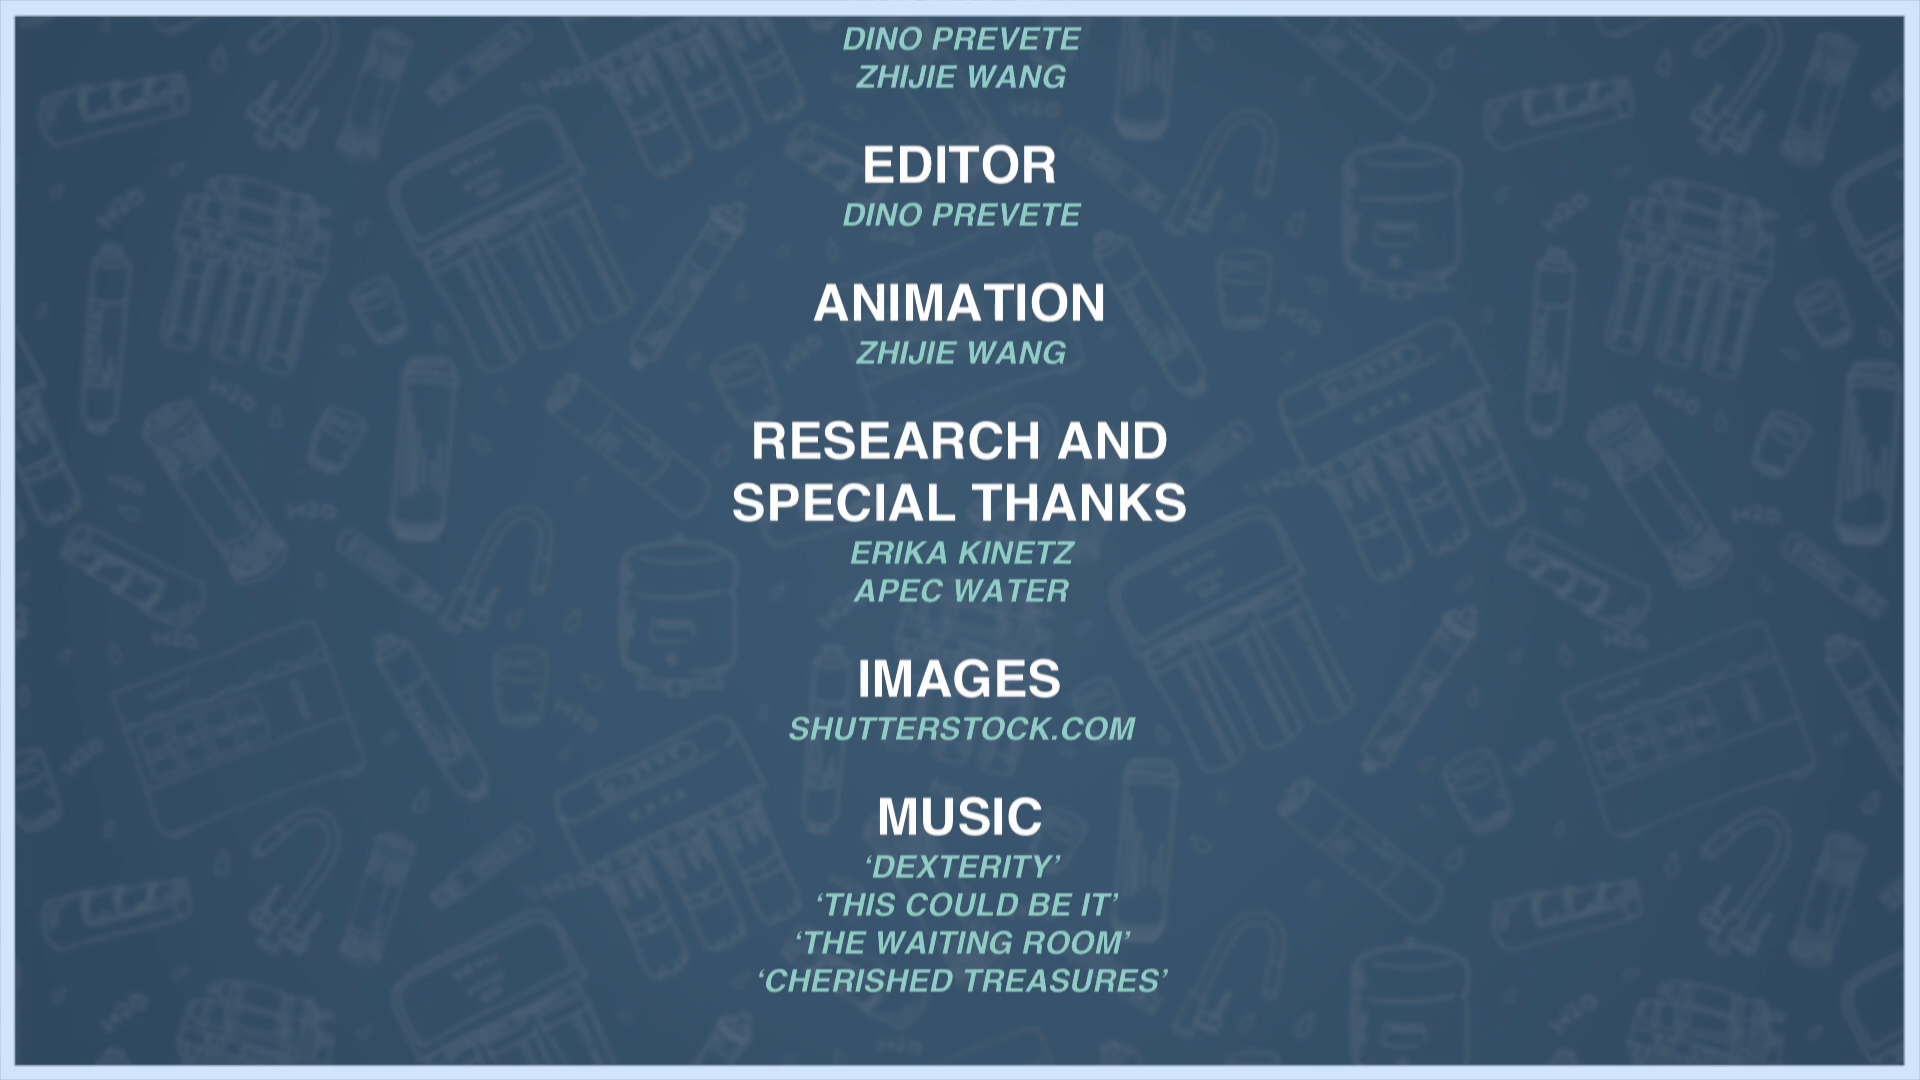 DINO PREVETE
ZHIJIE WANG
EDITOR
DINO PREVETE
ANIMATION
ZHIJIE WANG
RESEARCH AND
SPECIAL THANKS
ERIKA KINETZ
APEC WATER
IMAGES
SHUTTERSTOCK.COM
MUSIC
‘DEXTERITY’
‘THIS COULD BE IT’
‘THE WAITING ROOM’
‘CHERISHED TREASURES’